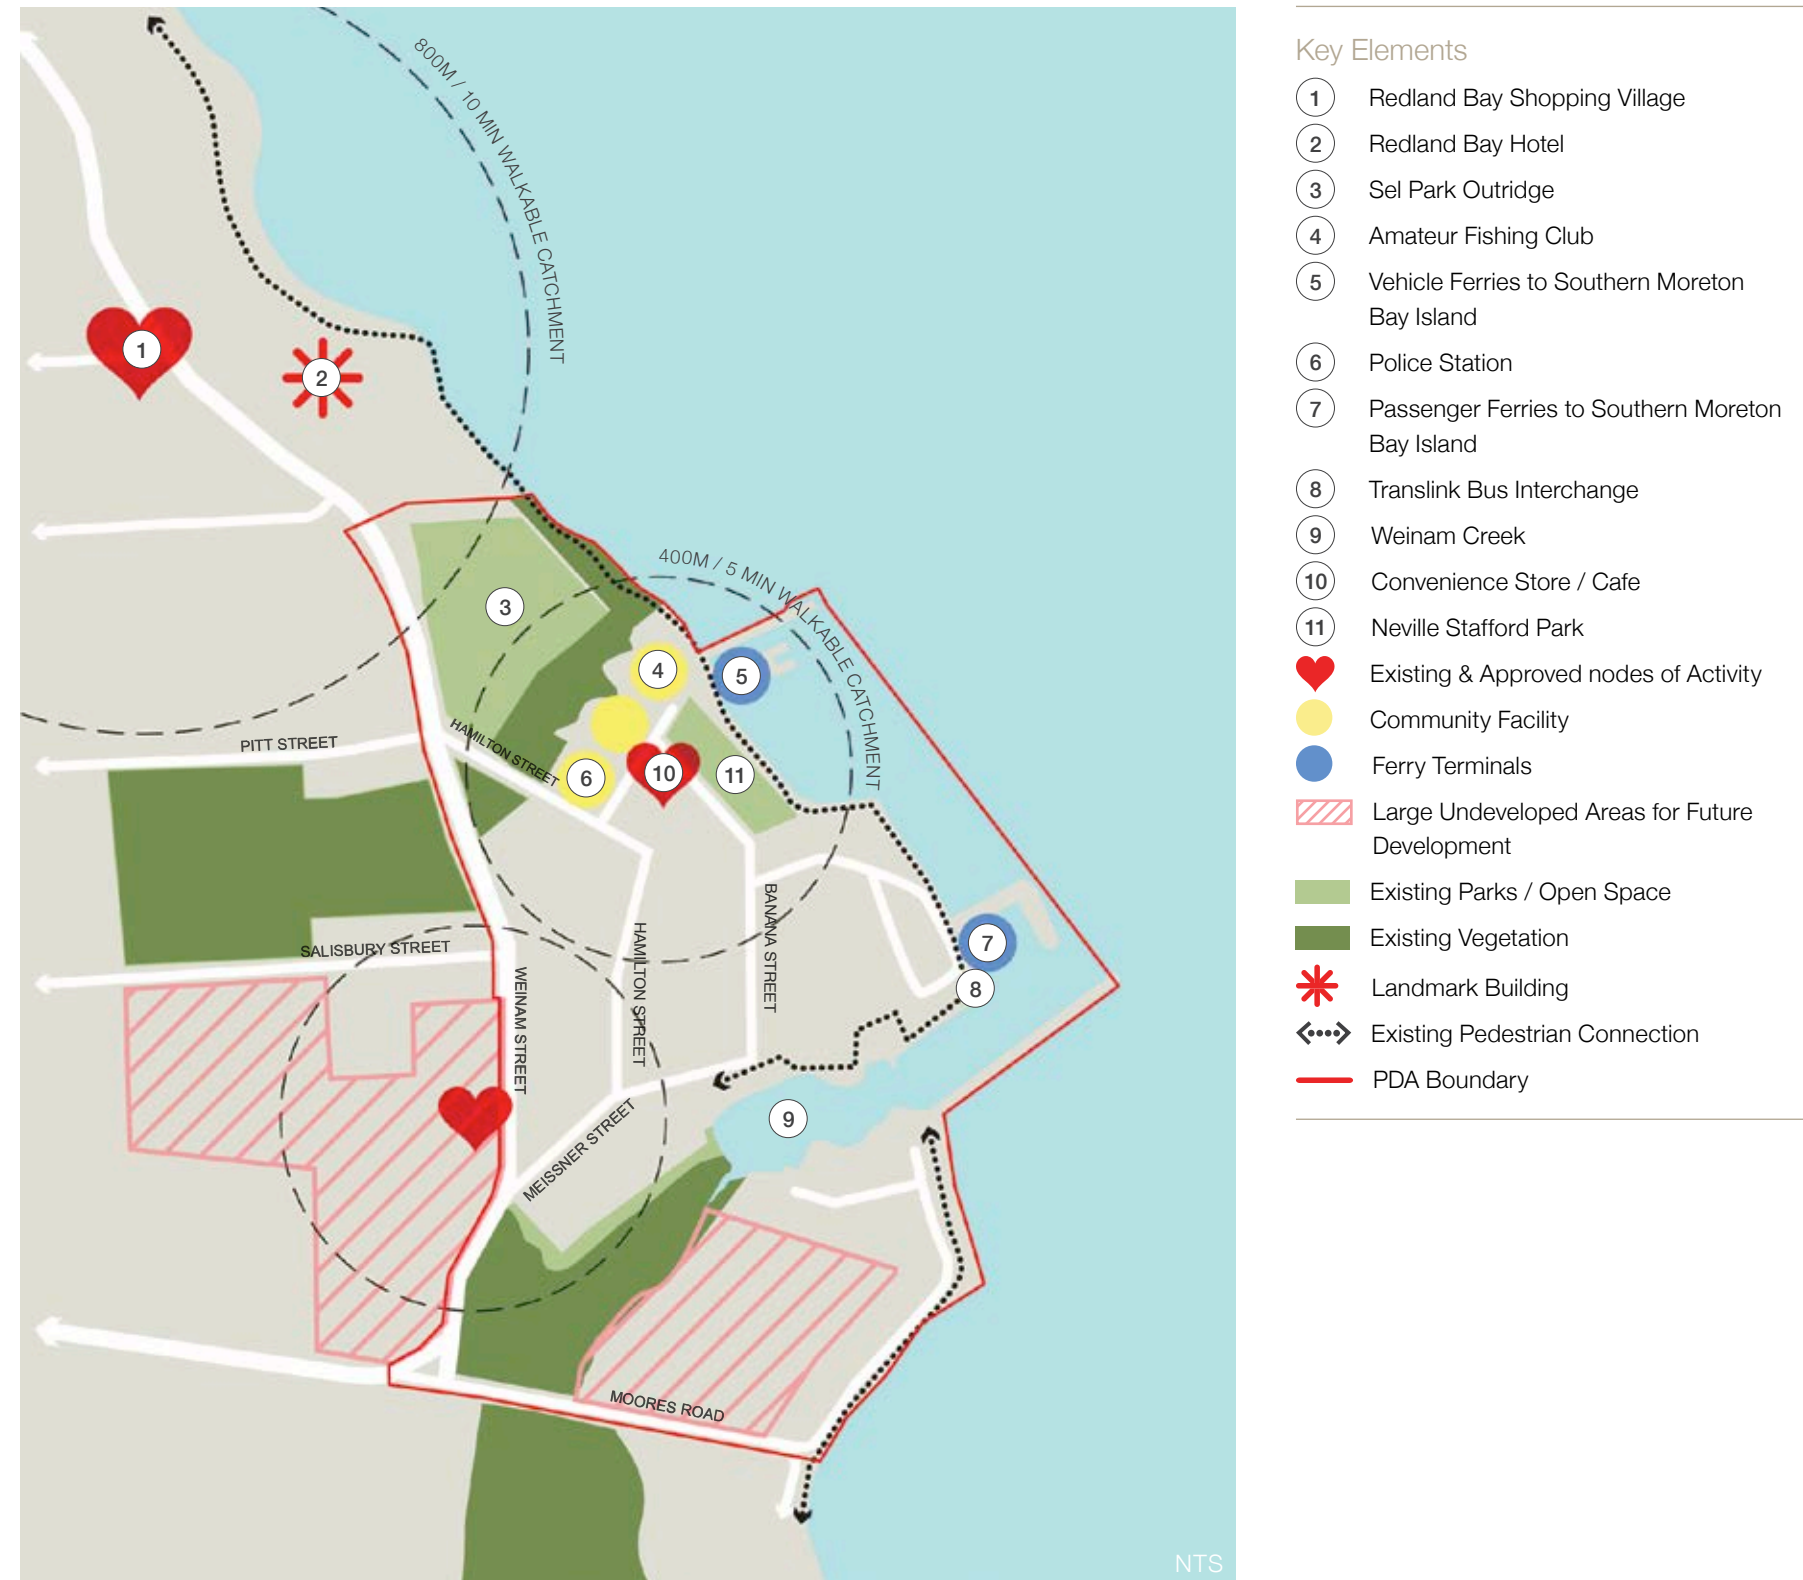 800M / 10 MIN WALKABLE CATCHMENT
1
2
3
400M / 5 MIN WALKABLE CATCHMENT
4
5
HAMILTON STREET
PITT STREET
6
10
11
BANANA STREET
HAMILTON STREET
SALISBURY STREET
7
WEINAM STREET
8
9
MEISSNER STREET
MOORES ROAD
NTS
Key Elements
1 Redland Bay Shopping Village
2 Redland Bay Hotel
3 Sel Park Outridge
4 Amateur Fishing Club
5 Vehicle Ferries to Southern Moreton
Bay Island
6 Police Station
7 Passenger Ferries to Southern Moreton
Bay Island
8 Translink Bus Interchange
9 Weinam Creek
10 Convenience Store / Cafe
11 Neville Stafford Park
Existing & Approved nodes of Activity
Community Facility
Ferry Terminals
Large Undeveloped Areas for Future
Development
Existing Parks / Open Space
Existing Vegetation
Landmark Building
Existing Pedestrian Connection
PDA Boundary